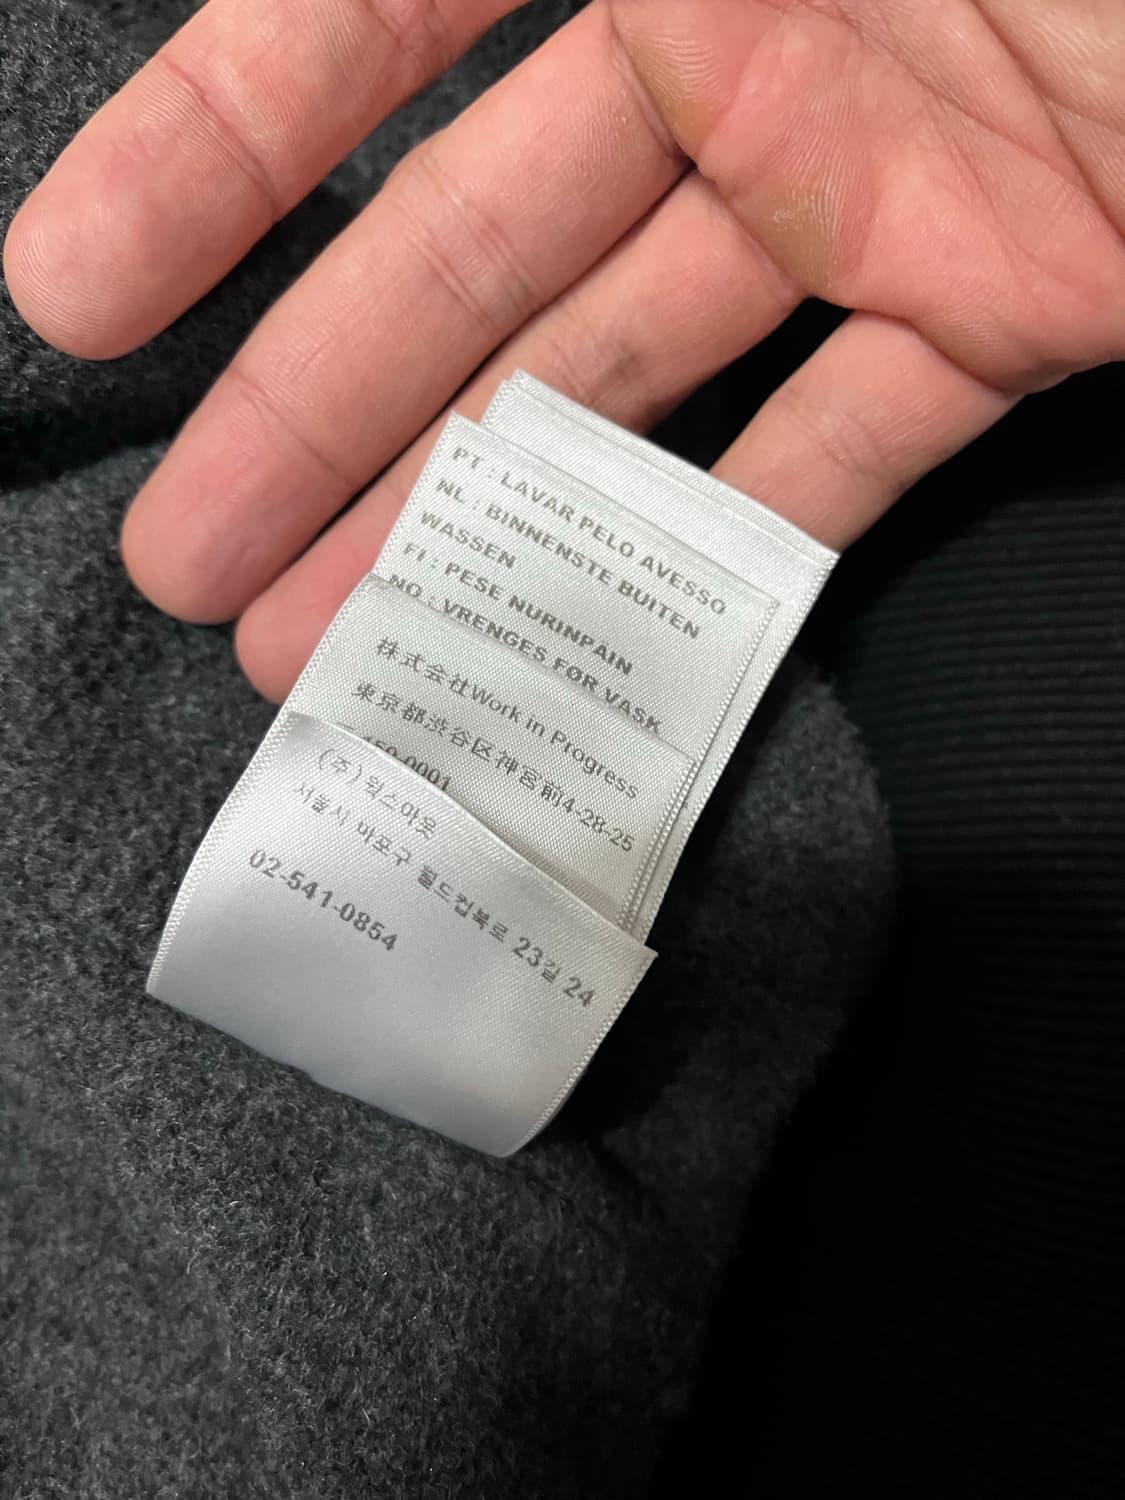 PT : LAVAR PELO AVESSO
NL : BINNENSTE BUITEN
WASSEN
FI : PESE NURINPÄIN
NO : VRENGES FØR VASK
株式会社Work in Progress
東京都渋谷区神宮前4-28-25
150-0001
(주)웍스아웃
서울시 마포구 월드컵북로 23길 24
02-541-0854